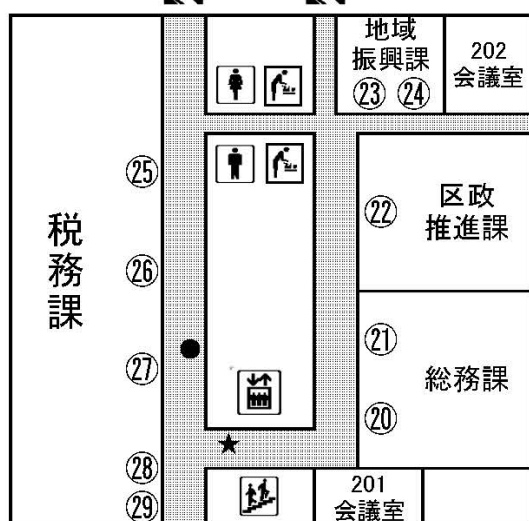 地域
振興課
㉓ ㉔
202
会議室
㉕
税務課
㉒
区政
推進課
㉖
㉑
㉗
総務課
⑳
㉘
㉙
201
会議室